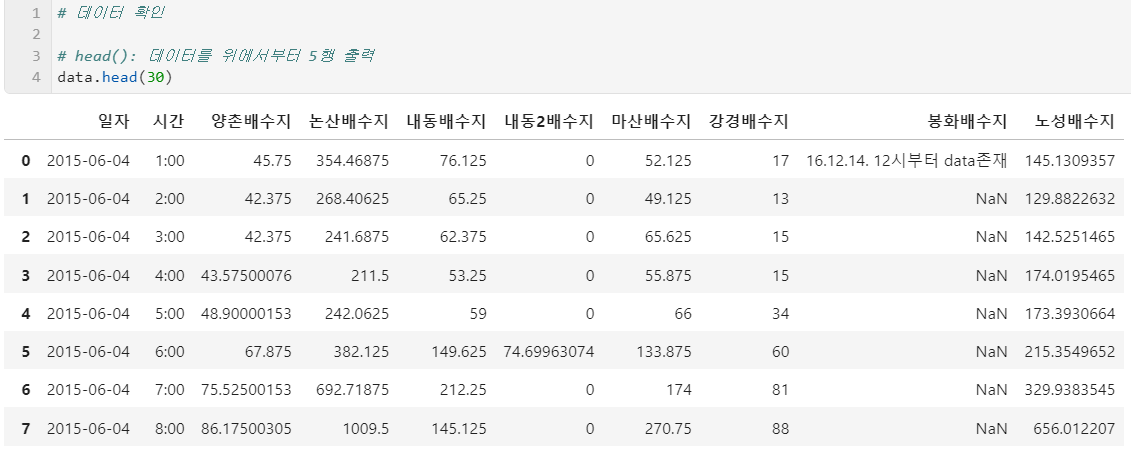 1 # 데이터 확인
2
3 # head(): 데이터를 위에서부터 5행 출력
4 data.head(30)
일자 시간 양촌배수지 논산배수지 내동배수지 내동2배수지 마산배수지 강경배수지 봉화배수지 노성배수지
0 2015-06-04 1:00 45.75 354.46875 76.125 0 52.125 17 16.12.14. 12시부터 data존재 145.1309357
1 2015-06-04 2:00 42.375 268.40625 65.25 0 49.125 13 NaN 129.8822632
2 2015-06-04 3:00 42.375 241.6875 62.375 0 65.625 15 NaN 142.5251465
3 2015-06-04 4:00 43.57500076 211.5 53.25 0 55.875 15 NaN 174.0195465
4 2015-06-04 5:00 48.90000153 242.0625 59 0 66 34 NaN 173.3930664
5 2015-06-04 6:00 67.875 382.125 149.625 74.69963074 133.875 60 NaN 215.3549652
6 2015-06-04 7:00 75.52500153 692.71875 212.25 0 174 81 NaN 329.9383545
7 2015-06-04 8:00 86.17500305 1009.5 145.125 0 270.75 88 NaN 656.012207